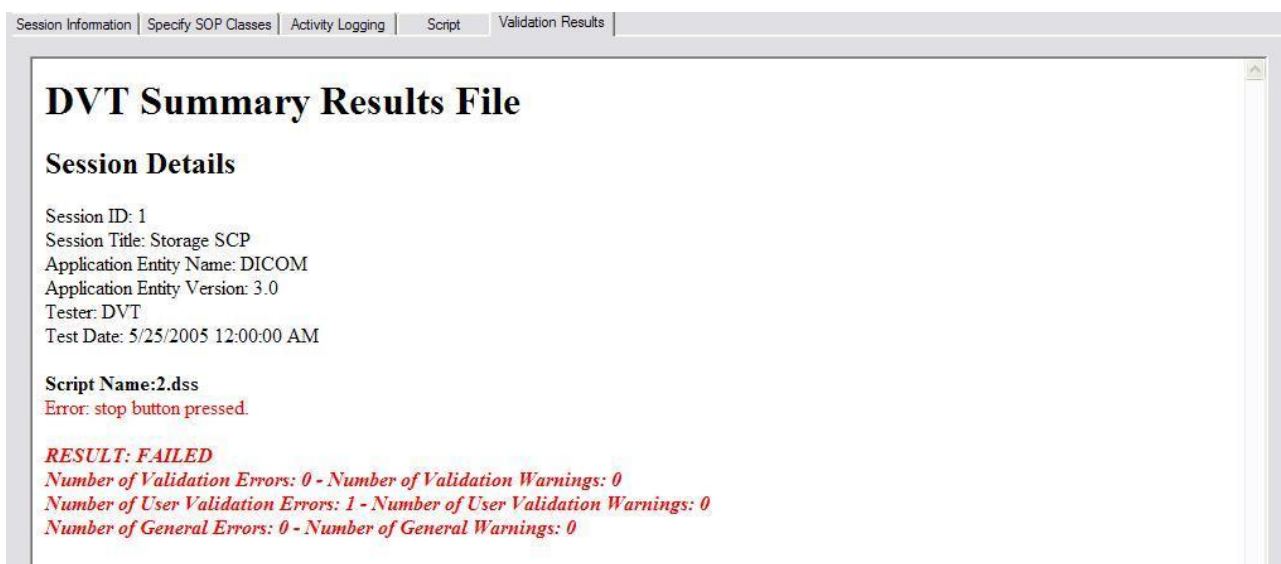 Session Information Specify SOP Classes Activity Logging Script Validation Results
DVT Summary Results File
Session Details
Session ID: 1
Session Title: Storage SCP
Application Entity Name: DICOM
Application Entity Version: 3.0
Tester: DVT
Test Date: 5/25/2005 12:00:00 AM
Script Name:2.dss
Error: stop button pressed.
RESULT: FAILED
Number of Validation Errors: 0 - Number of Validation Warnings: 0
Number of User Validation Errors: 1 - Number of User Validation Warnings: 0
Number of General Errors: 0 - Number of General Warnings: 0